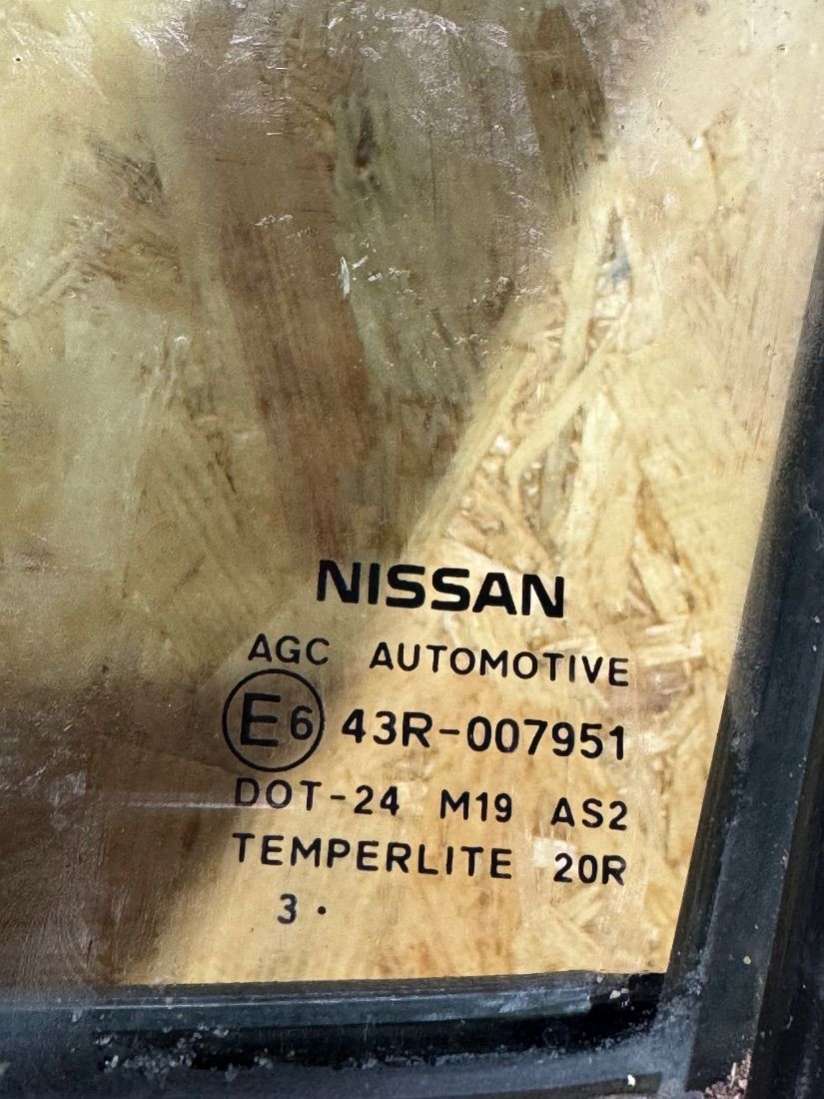 NISSAN
AGC AUTOMOTIVE
E6 43R-007951
DOT-24 M19 AS2
TEMPERLITE 20R
3 •